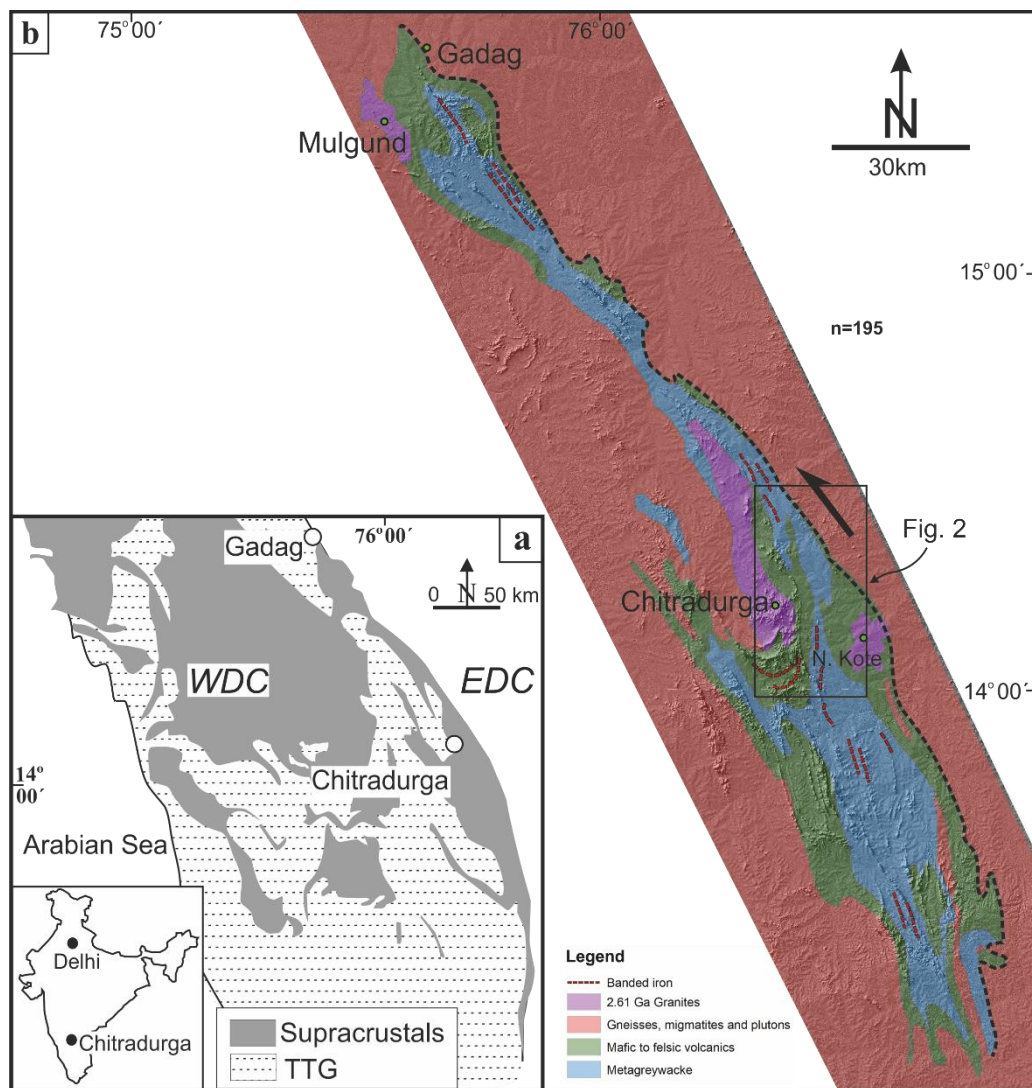 b
75°00´
76°00´
Gadag
Mulgund
N
30km
15°00´
n=195
Fig. 2
Chitradurga
N. Kote
14°00´
a
76°00´
Gadag
N
0 50 km
WDC
EDC
Chitradurga
14°
00´
Arabian Sea
Delhi
Chitradurga
Supracrustals
TTG
Legend
Banded iron
2.61 Ga Granites
Gneisses, migmatites and plutons
Mafic to felsic volcanics
Metagreywacke